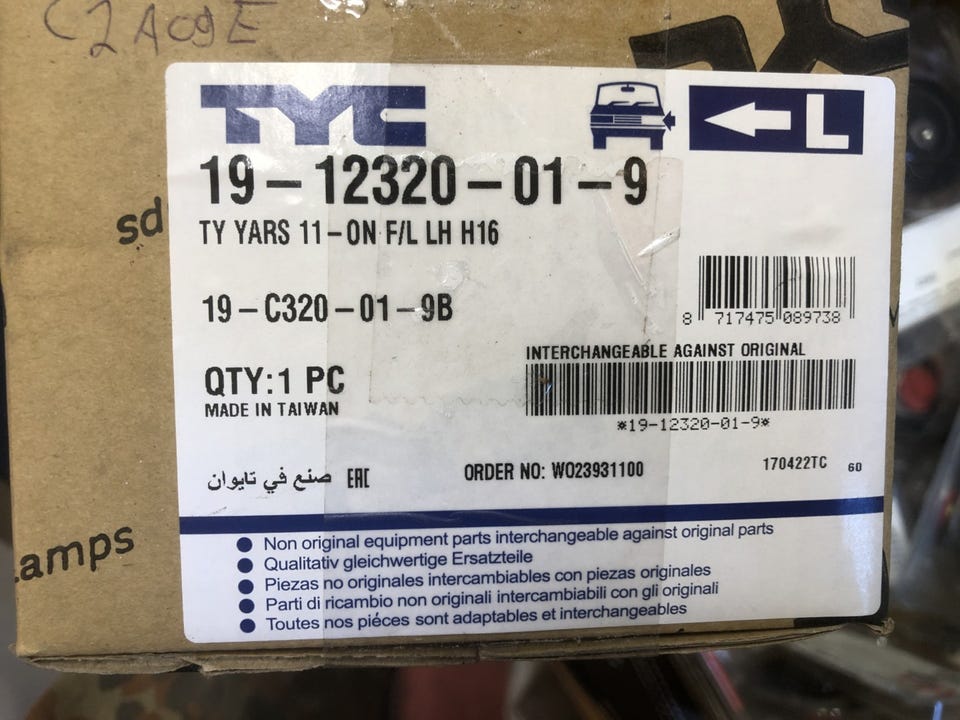 C2A09E
TYC
L
19-12320-01-9
TY YARS 11-ON F/L LH H16
sd
19-C320-01-9B
8 717475 089738
INTERCHANGEABLE AGAINST ORIGINAL
QTY:1 PC
MADE IN TAIWAN
*19-12320-01-9*
صنع في تايوان EAC
ORDER NO: WO23931100
170422TC 60
amps
● Non original equipment parts interchangeable against original parts
● Qualitativ gleichwertige Ersatzteile
● Piezas no originales intercambiables con piezas originales
● Parti di ricambio non originali intercambiabili con gli originali
● Toutes nos piéces sont adaptables et interchangeables